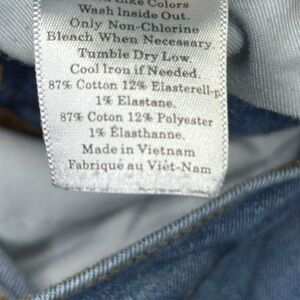 Like Colors
Wash Inside Out.
Only Non-Chlorine
Bleach When Necessary.
Tumble Dry Low.
Cool Iron if Needed.
87% Cotton 12% Elasterell-p
1% Elastane.
87% Cotton 12% Polyester
1% Élasthanne.
Made in Vietnam
Fabriqué au Viêt-Nam